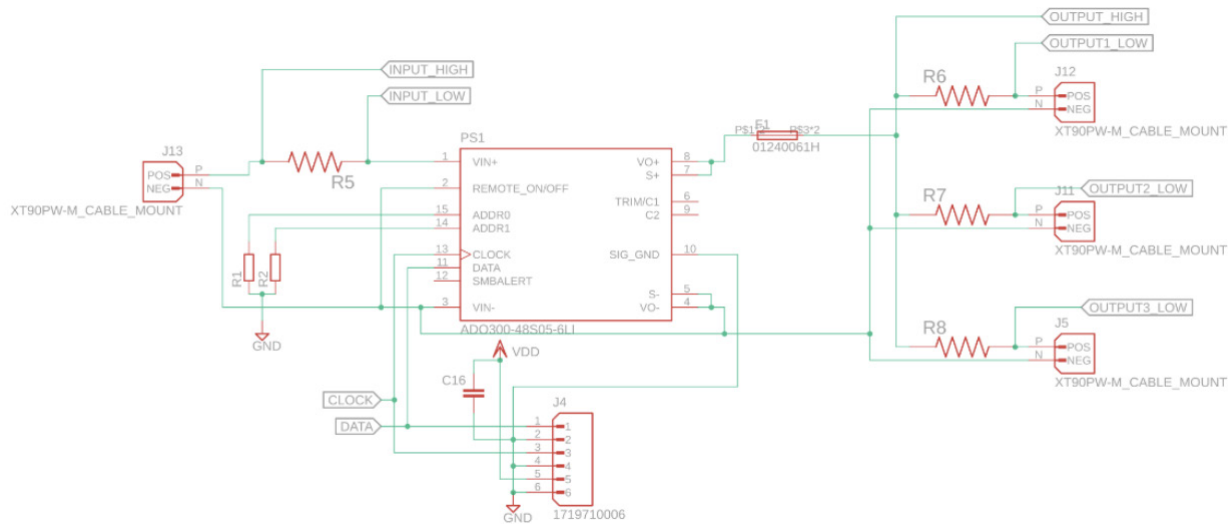 OUTPUT_HIGH
OUTPUT1_LOW
INPUT_HIGH
INPUT_LOW
R6
J12
P
N
POS
NEG
XT90PW-M_CABLE_MOUNT
J13
POS
NEG
P
N
XT90PW-M_CABLE_MOUNT
R5
PS1
1
VIN+
2
REMOTE_ON/OFF
15
ADDR0
14
ADDR1
13
CLOCK
11
DATA
12
SMBALERT
3
VIN-
VO+
8
S+
7
TRIM/C1
6
C2
9
SIG_GND
10
S-
5
VO-
4
ADO300-48S05-6LI
F1
P$3*2
01240061H
R7
OUTPUT2_LOW
J11
P
N
POS
NEG
XT90PW-M_CABLE_MOUNT
R1
R2
GND
R8
OUTPUT3_LOW
J5
P
N
POS
NEG
XT90PW-M_CABLE_MOUNT
VDD
C16
CLOCK
DATA
J4
1
1
2
2
3
3
4
4
5
5
6
6
1719710006
GND